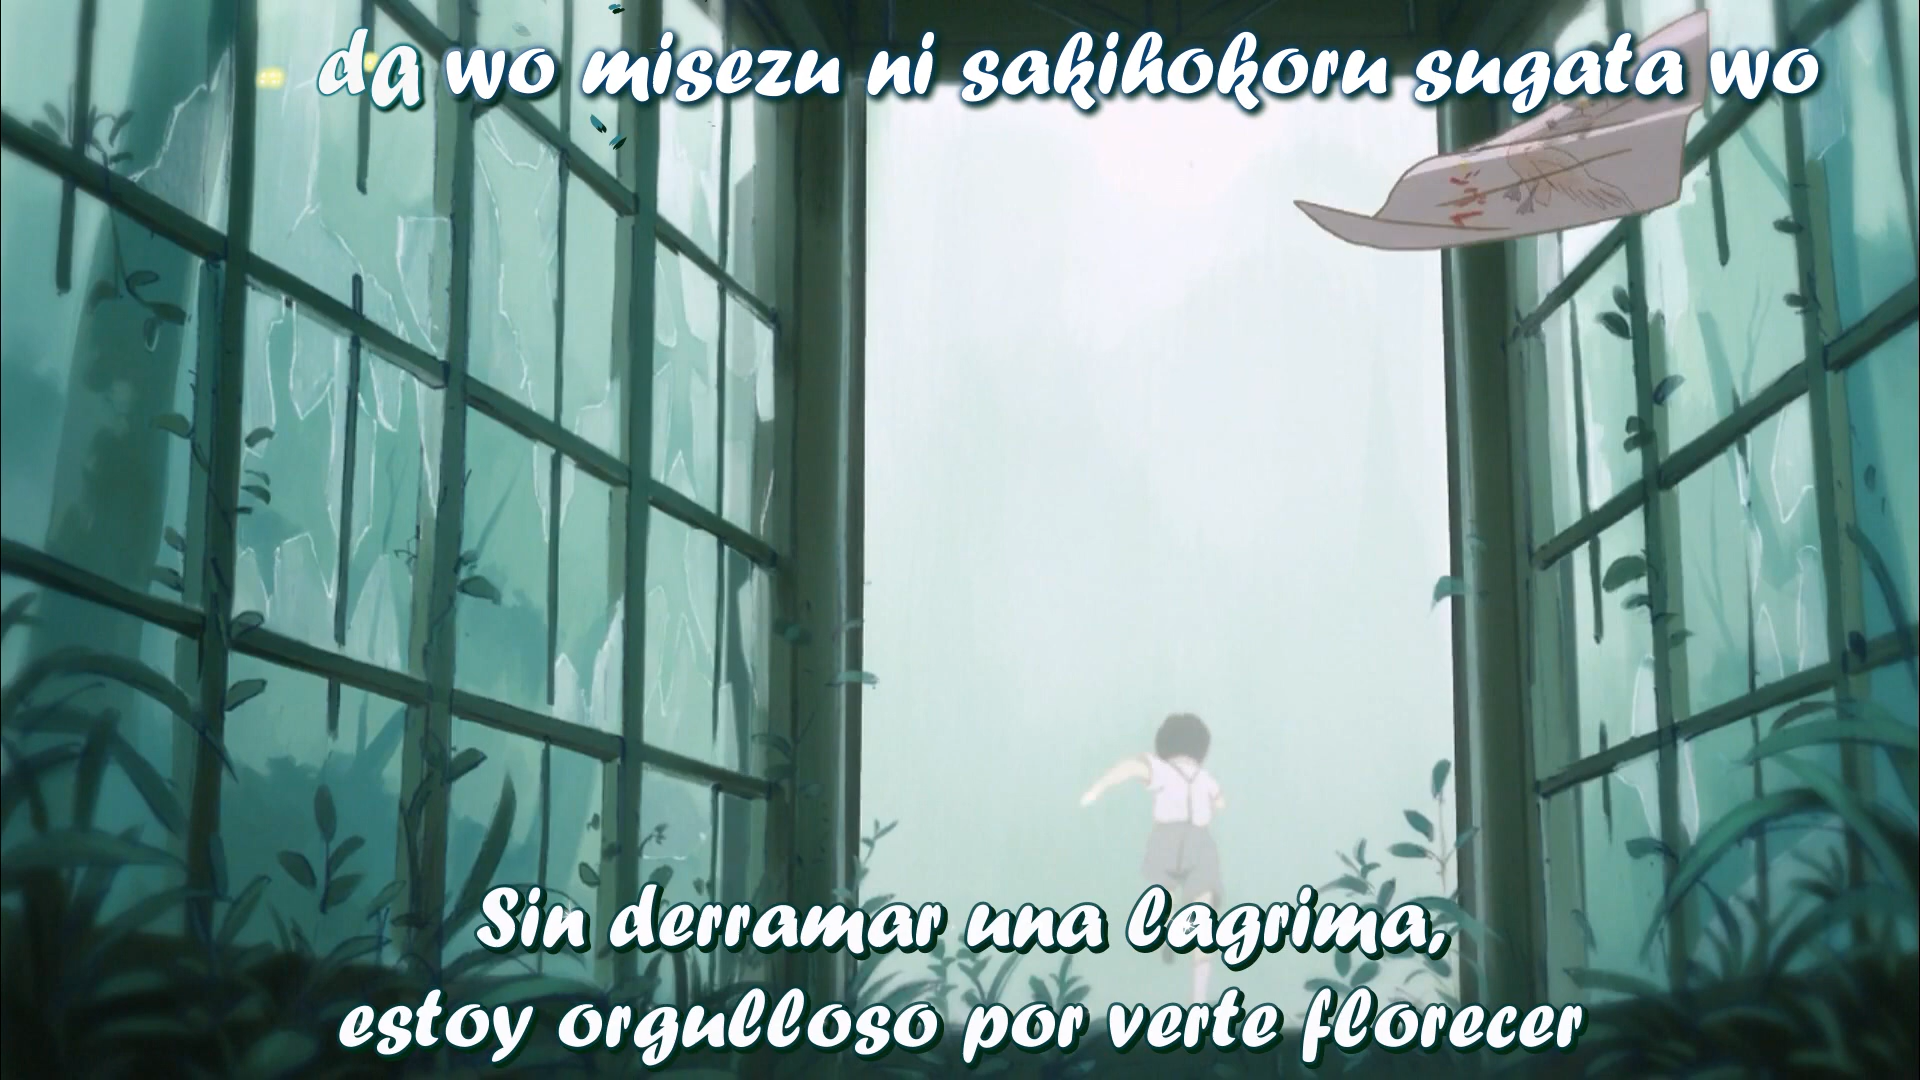 da wo misezu ni sakihokoru sugata wo
Sin derramar una lagrima,
estoy orgulloso por verte florecer